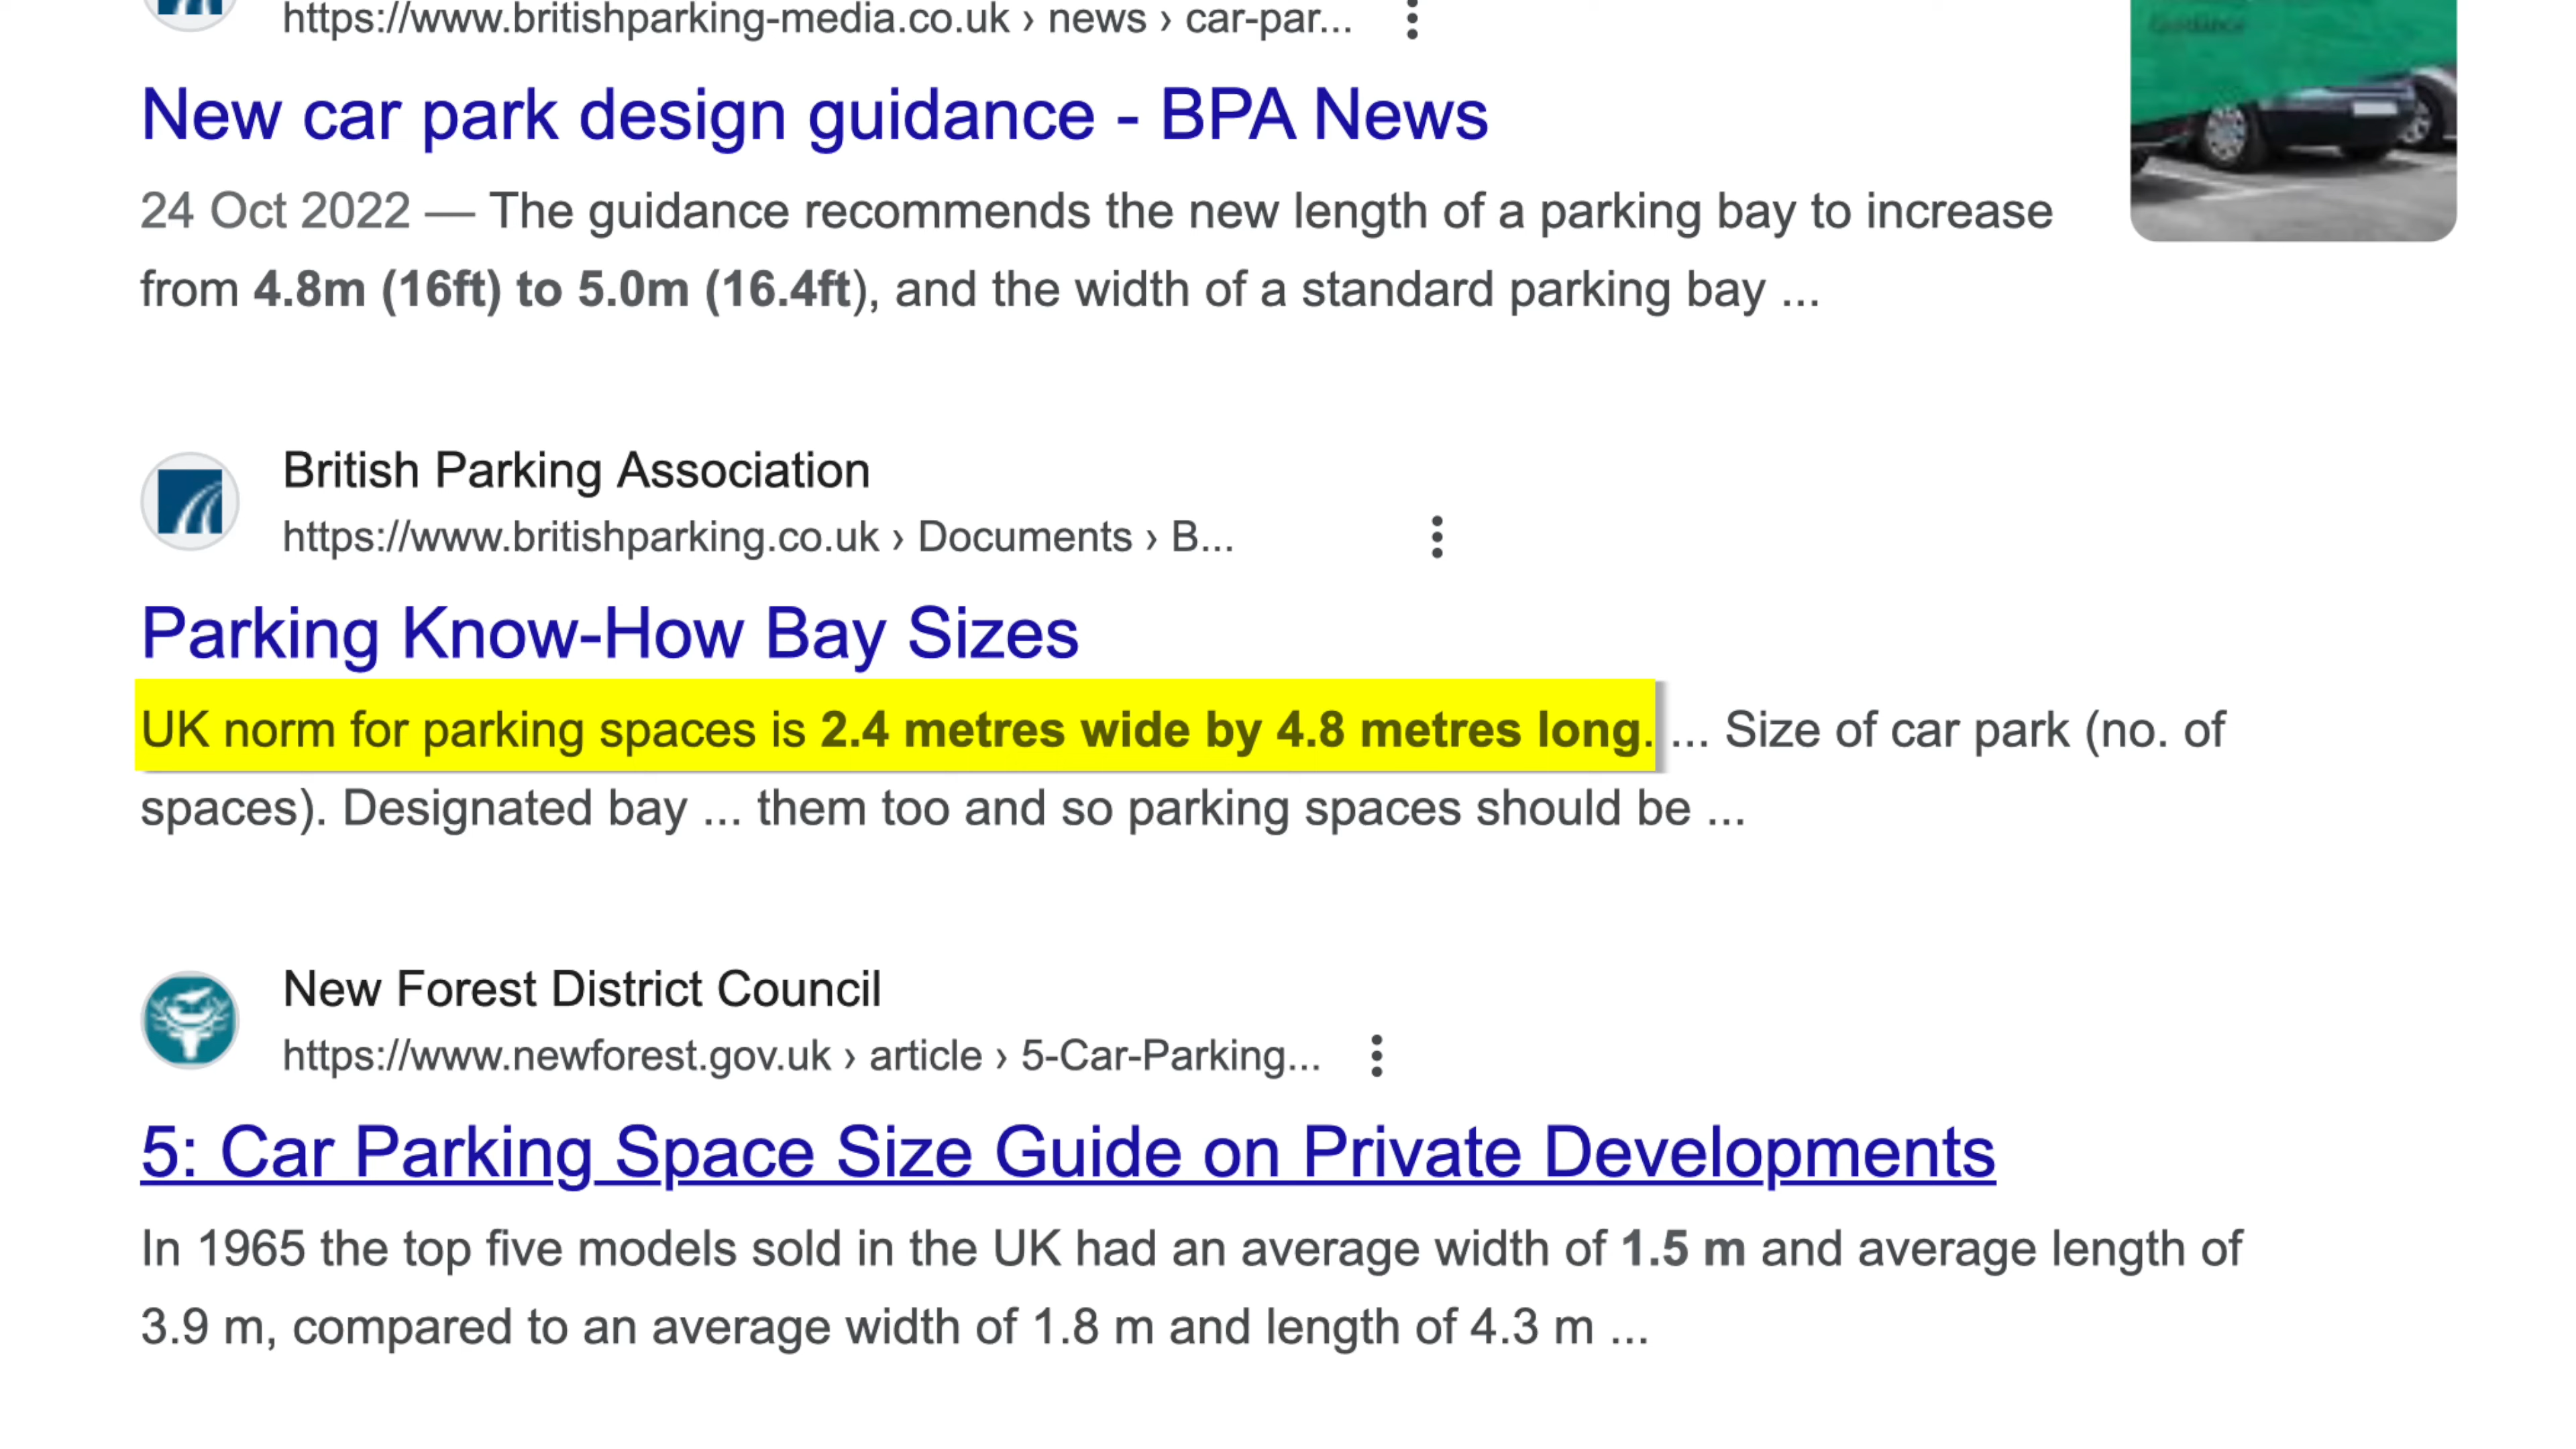 https://www.britishparking-media.co.uk › news › car-par...
New car park design guidance - BPA News
24 Oct 2022 — The guidance recommends the new length of a parking bay to increase
from 4.8m (16ft) to 5.0m (16.4ft), and the width of a standard parking bay ...
British Parking Association
https://www.britishparking.co.uk › Documents › B...
Parking Know-How Bay Sizes
UK norm for parking spaces is 2.4 metres wide by 4.8 metres long. ... Size of car park (no. of
spaces). Designated bay ... them too and so parking spaces should be ...
New Forest District Council
https://www.newforest.gov.uk › article › 5-Car-Parking...
5: Car Parking Space Size Guide on Private Developments
In 1965 the top five models sold in the UK had an average width of 1.5 m and average length of
3.9 m, compared to an average width of 1.8 m and length of 4.3 m ...